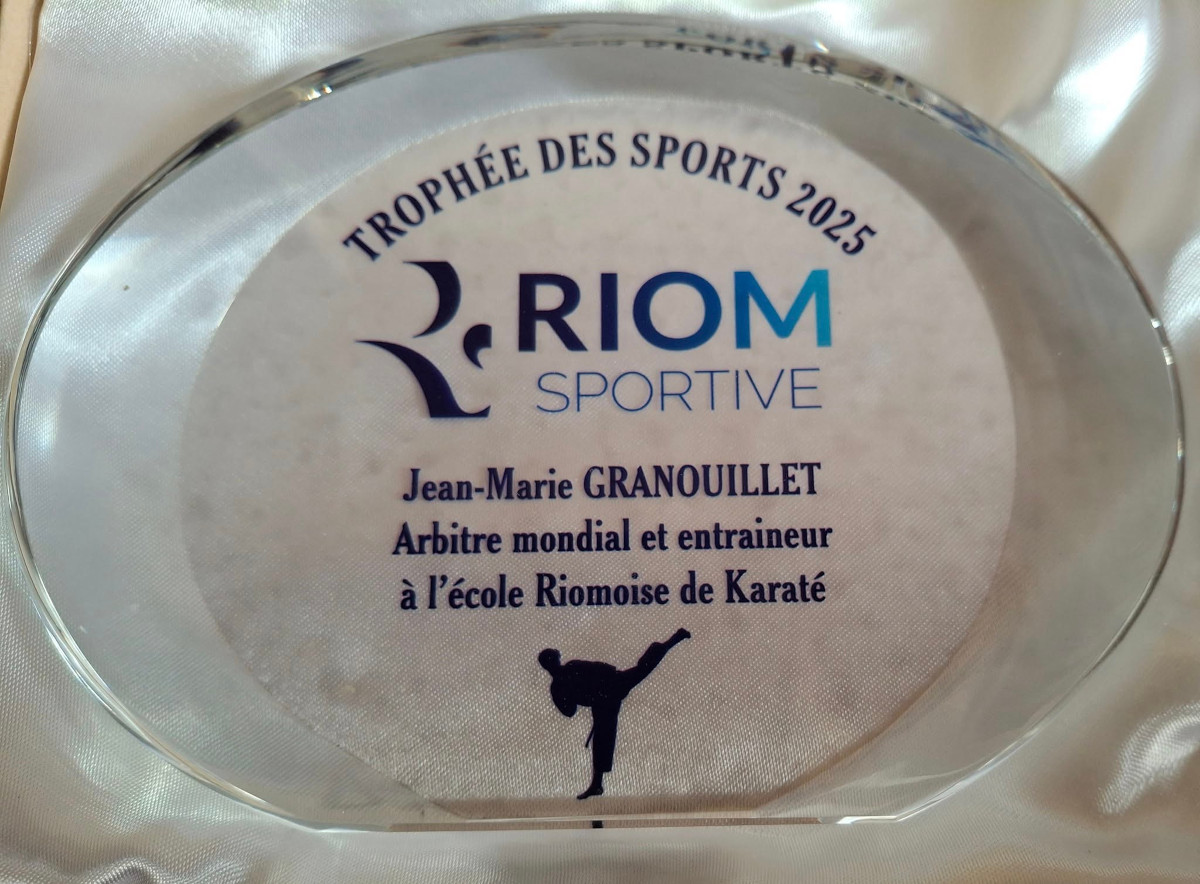 TROPHÉE DES SPORTS 2025
RIOM
SPORTIVE
Jean-Marie GRANOUILLET
Arbitre mondial et entraineur
à l'école Riomoise de Karaté